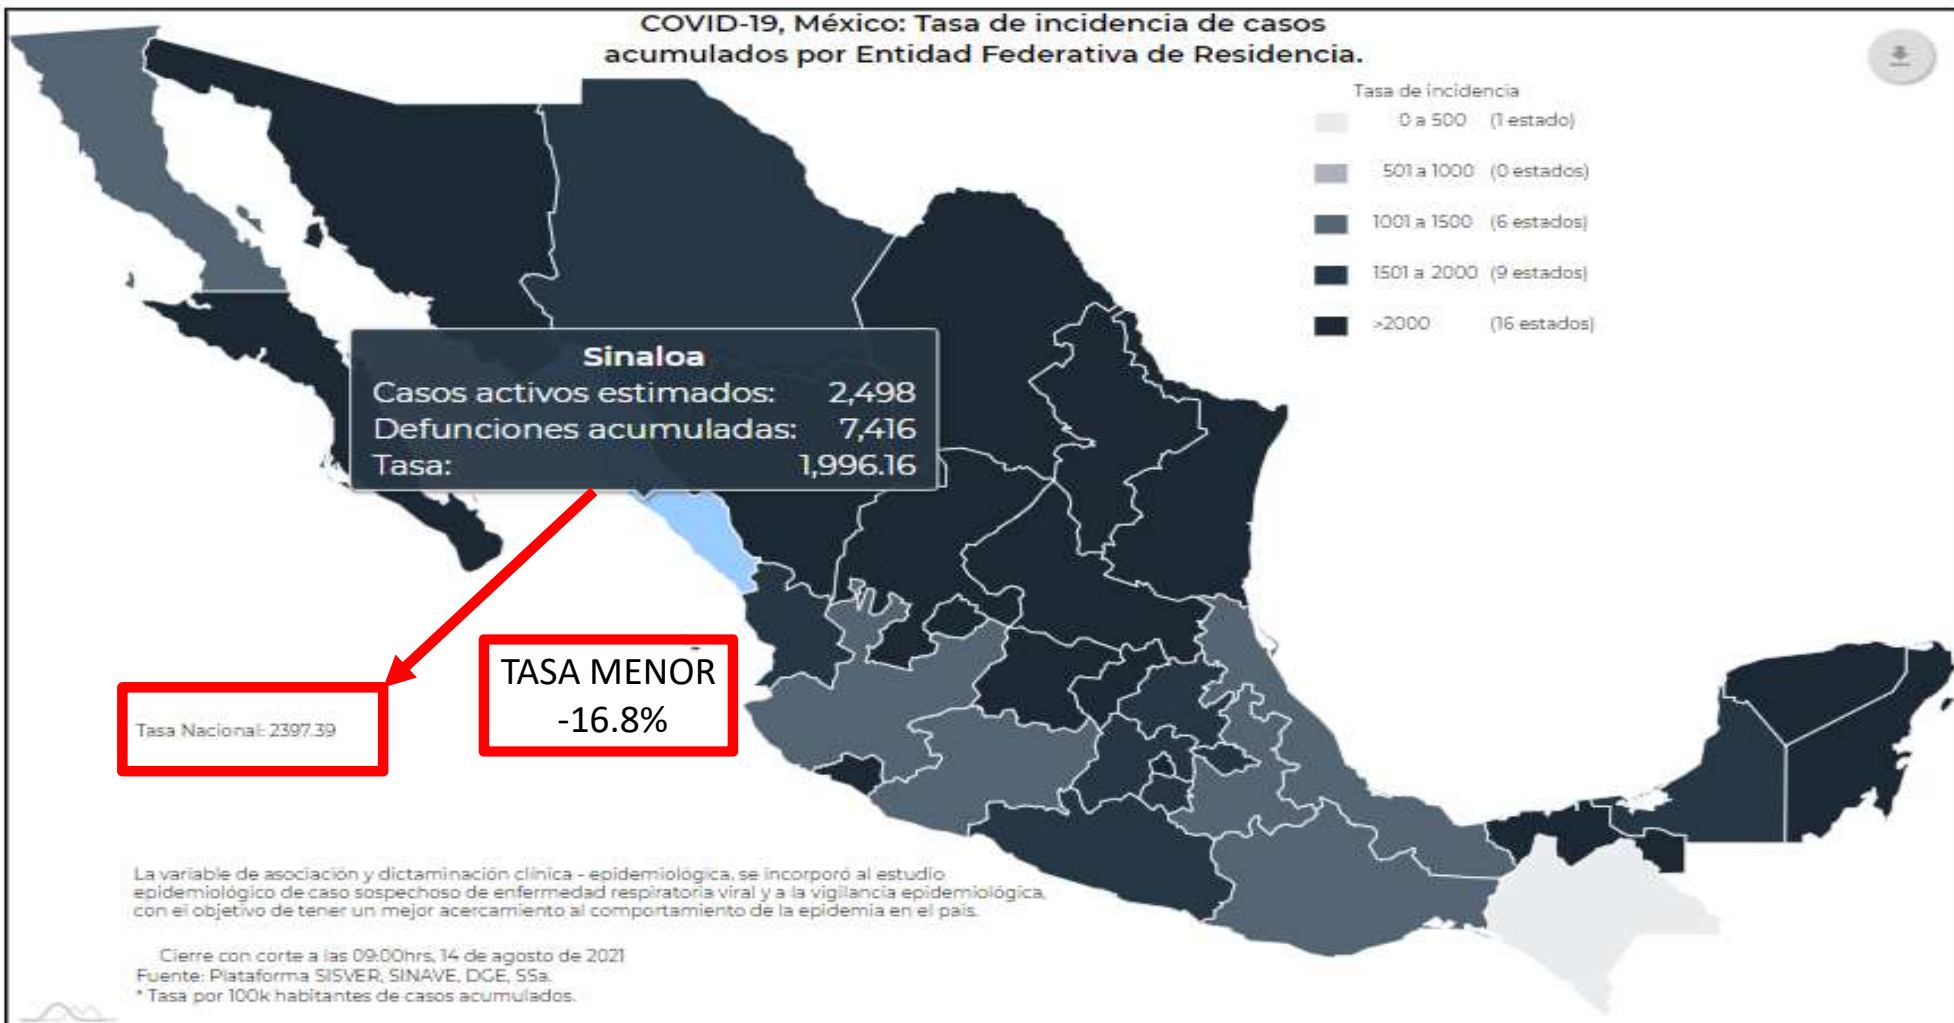 COVID-19, México: Tasa de incidencia de casos
acumulados por Entidad Federativa de Residencia.
Tasa de incidencia
0 a 500 (1 estado)
501 a 1000 (0 estados)
1001 a 1500 (6 estados)
1501 a 2000 (9 estados)
>2000 (16 estados)
Sinaloa
Casos activos estimados: 2,498
Defunciones acumuladas: 7,416
Tasa: 1,996.16
TASA MENOR
-16.8%
Tasa Nacional: 2397.39
La variable de asociación y dictaminación clínica - epidemiológica, se incorporó al estudio
epidemiológico de caso sospechoso de enfermedad respiratoria viral y a la vigilancia epidemiológica,
con el objetivo de tener un mejor acercamiento al comportamiento de la epidemia en el país.
Cierre con corte a las 09:00hrs, 14 de agosto de 2021
Fuente: Plataforma SISVER, SINAVE, DGE, SSa.
* Tasa por 100k habitantes de casos acumulados.